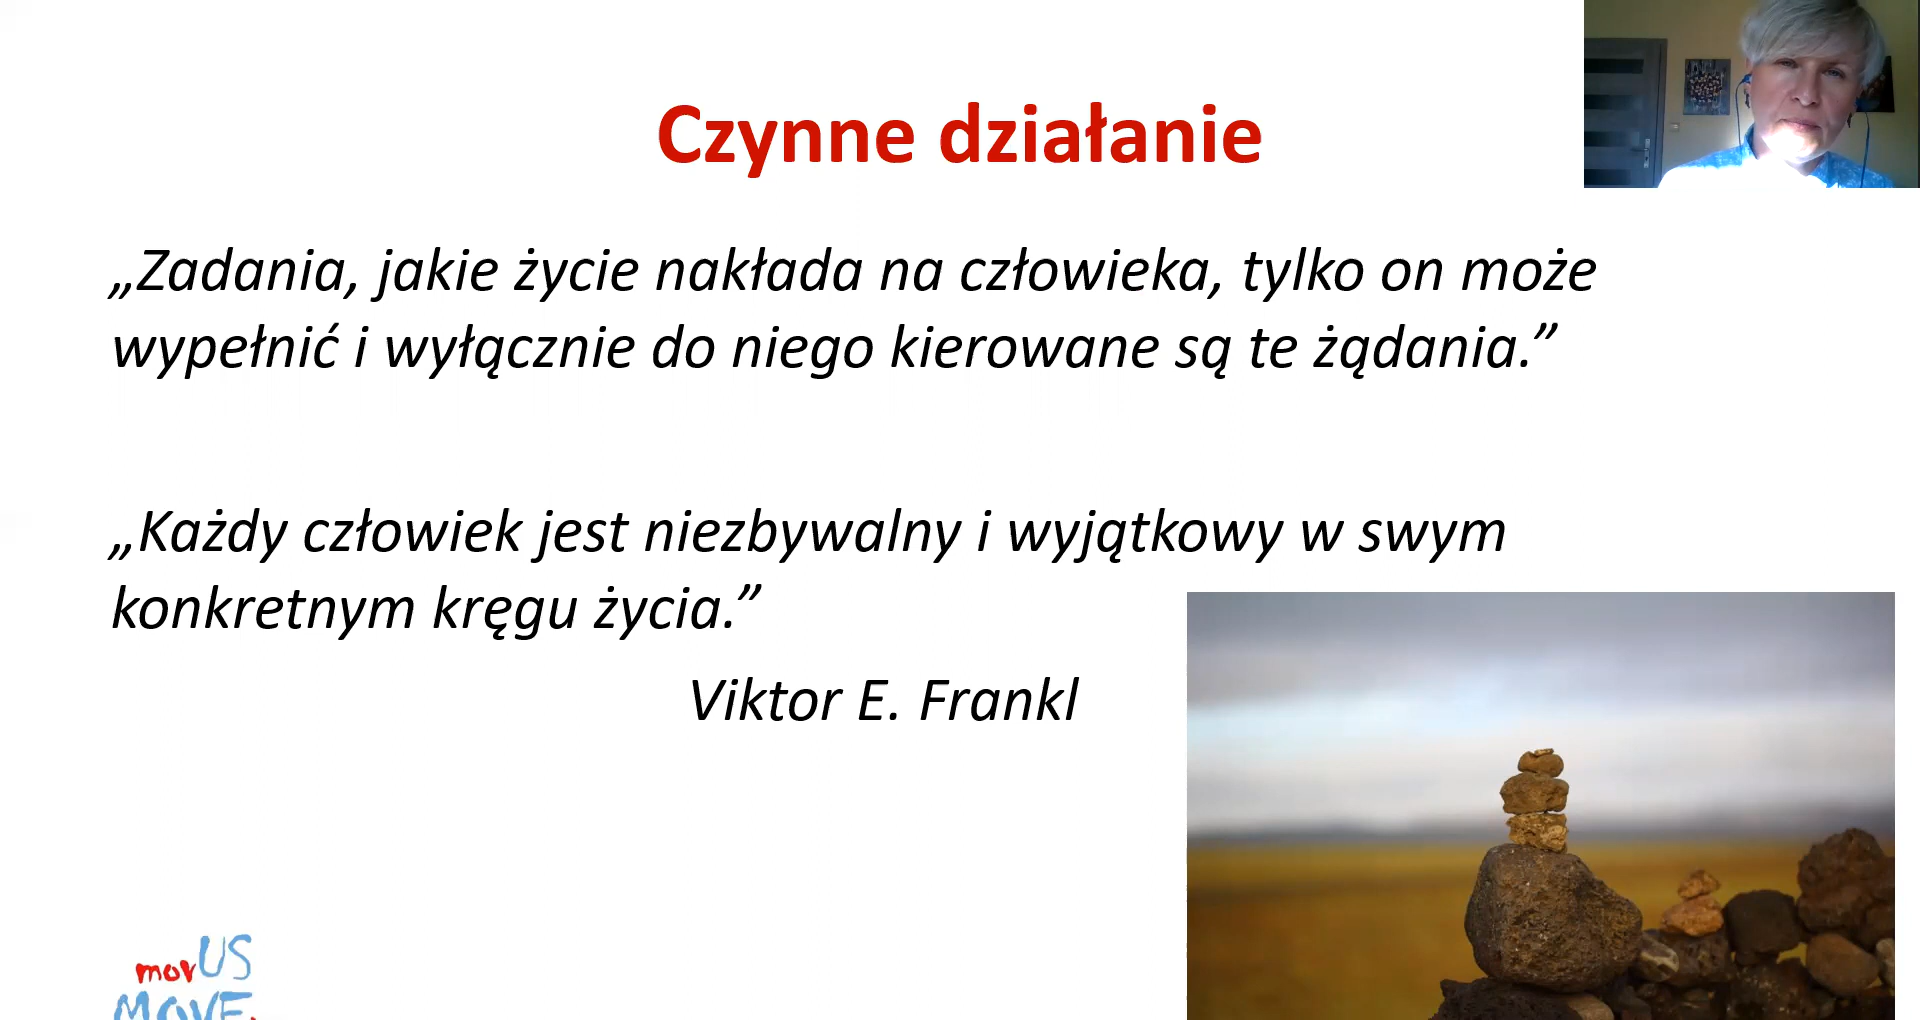 Czynne działanie
„Zadania, jakie życie nakłada na człowieka, tylko on może
wypełnić i wyłącznie do niego kierowane są te żądania.”
„Każdy człowiek jest niezbywalny i wyjątkowy w swym
konkretnym kręgu życia.”
Viktor E. Frankl
movUS
MOVE.